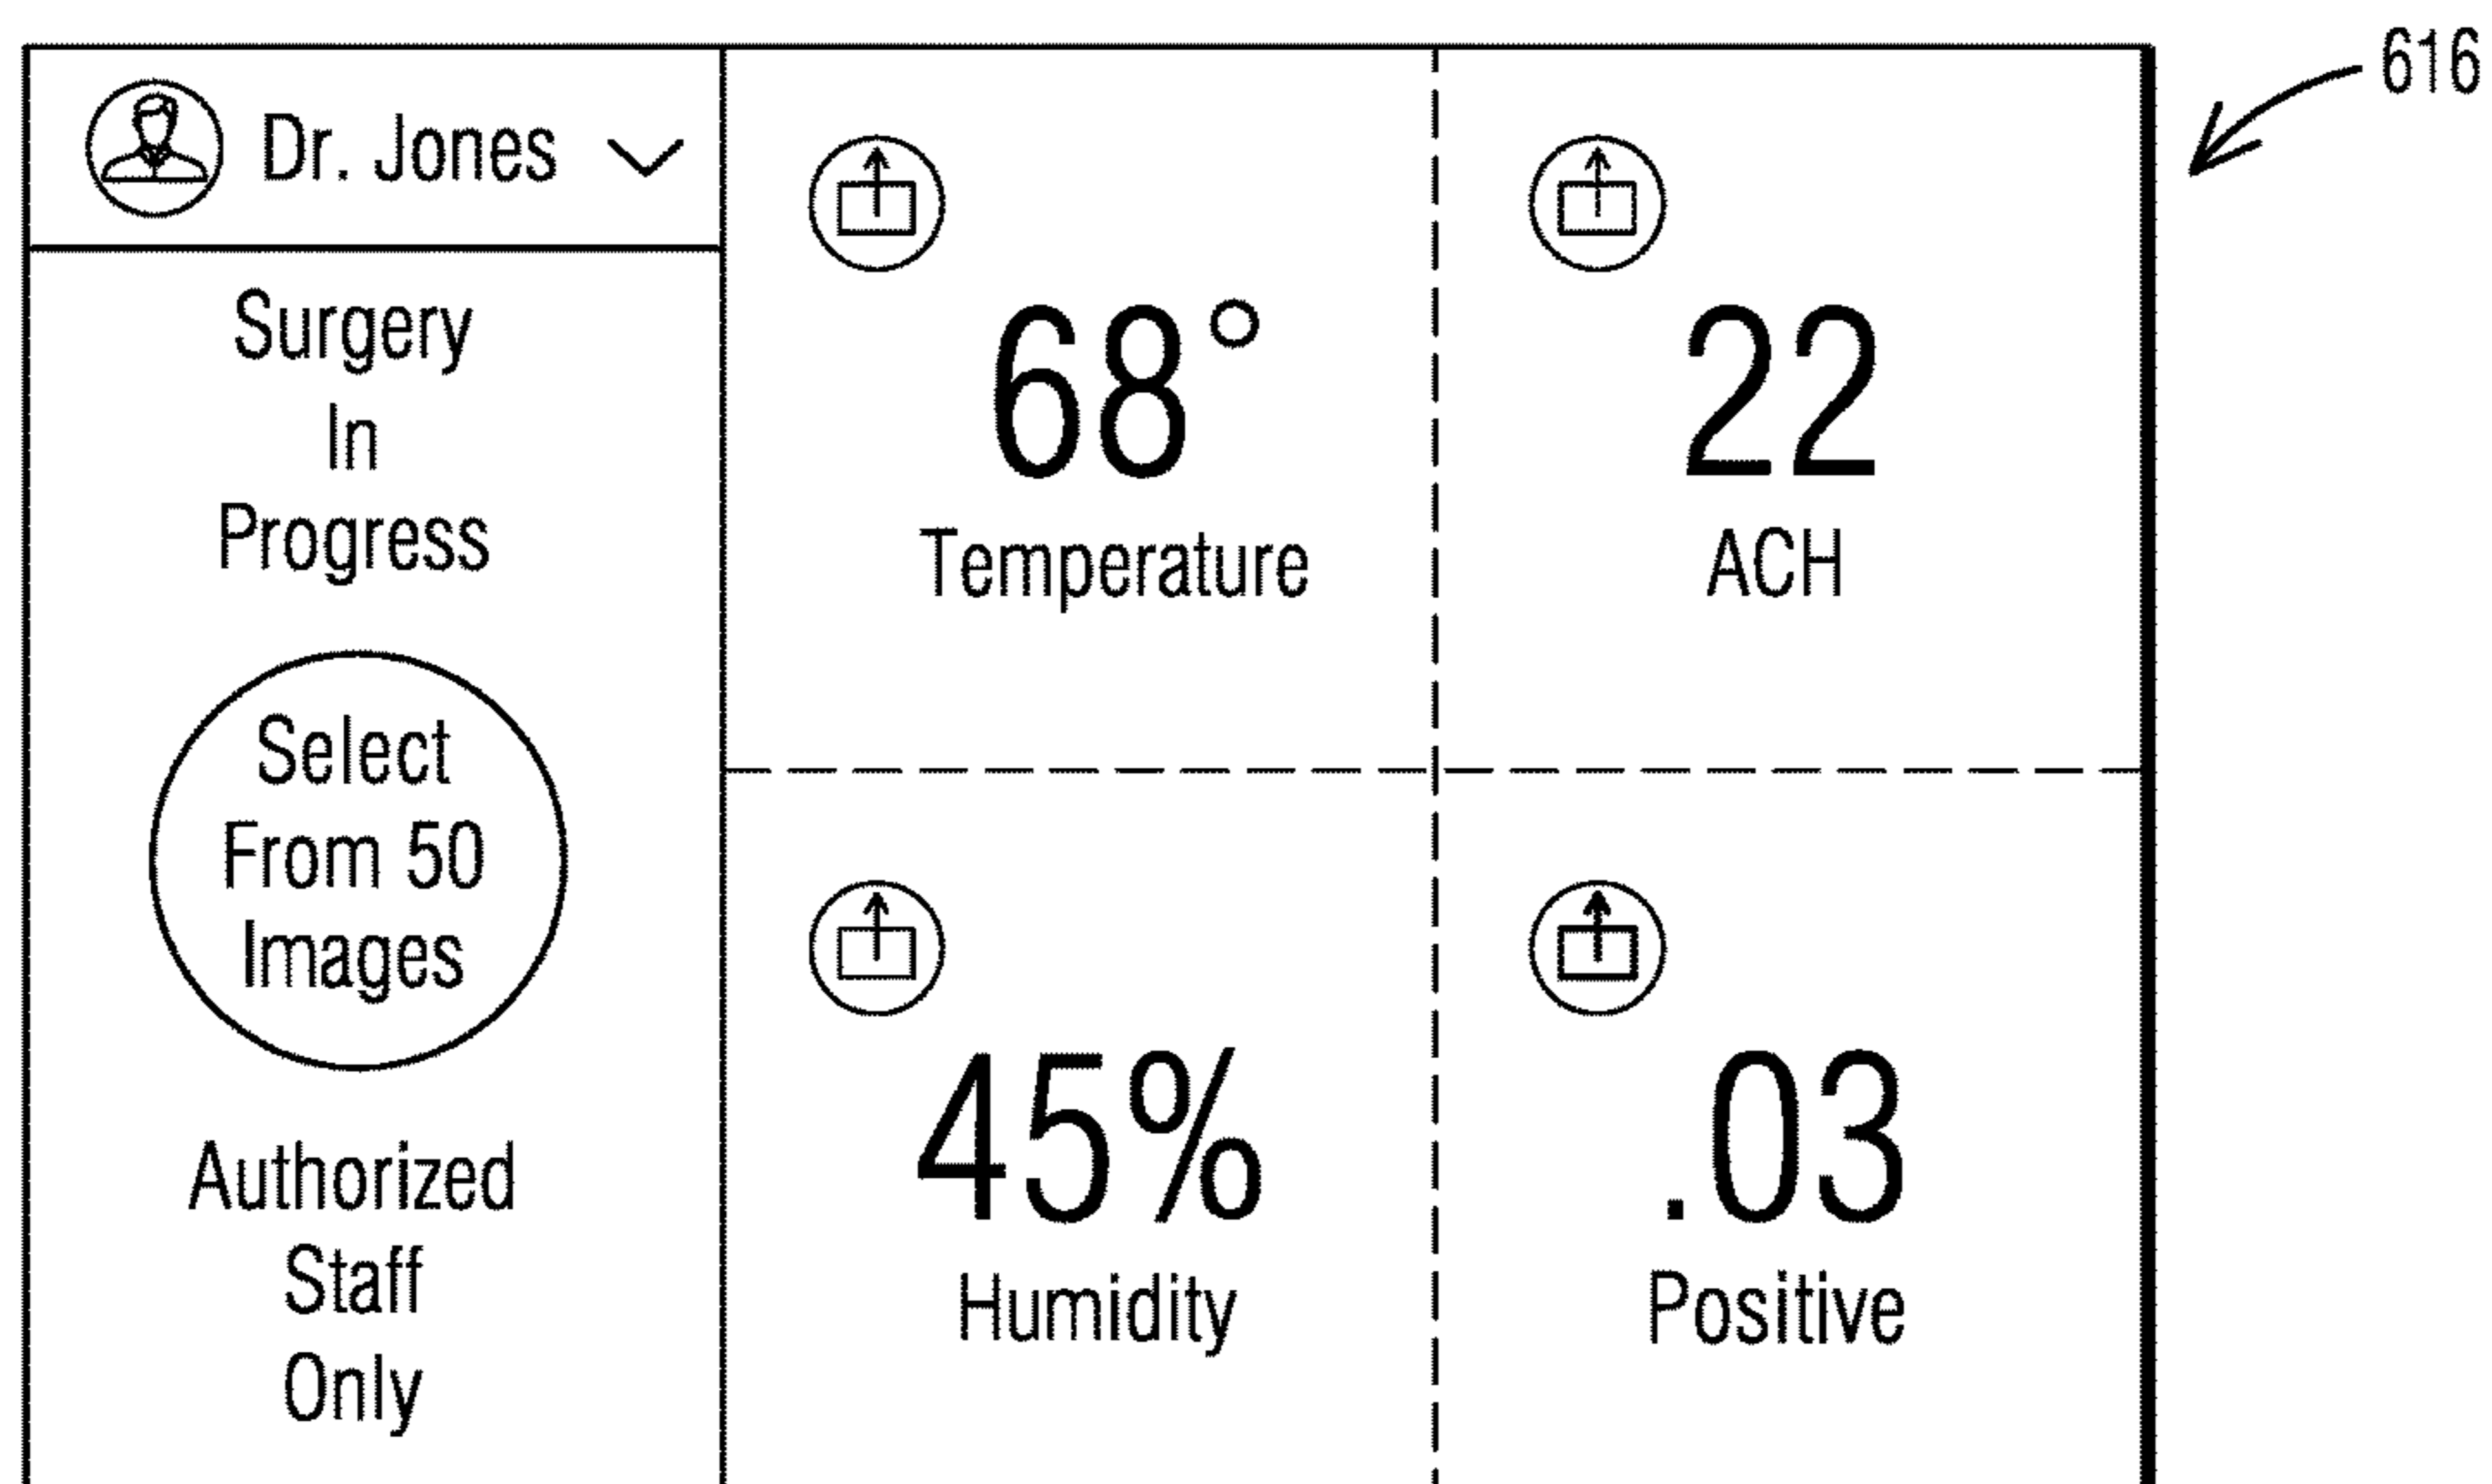 616
Dr. Jones
Surgery
In
Progress
Select
From 50
Images
Authorized
Staff
Only
68°
Temperature
22
ACH
45%
Humidity
.03
Positive